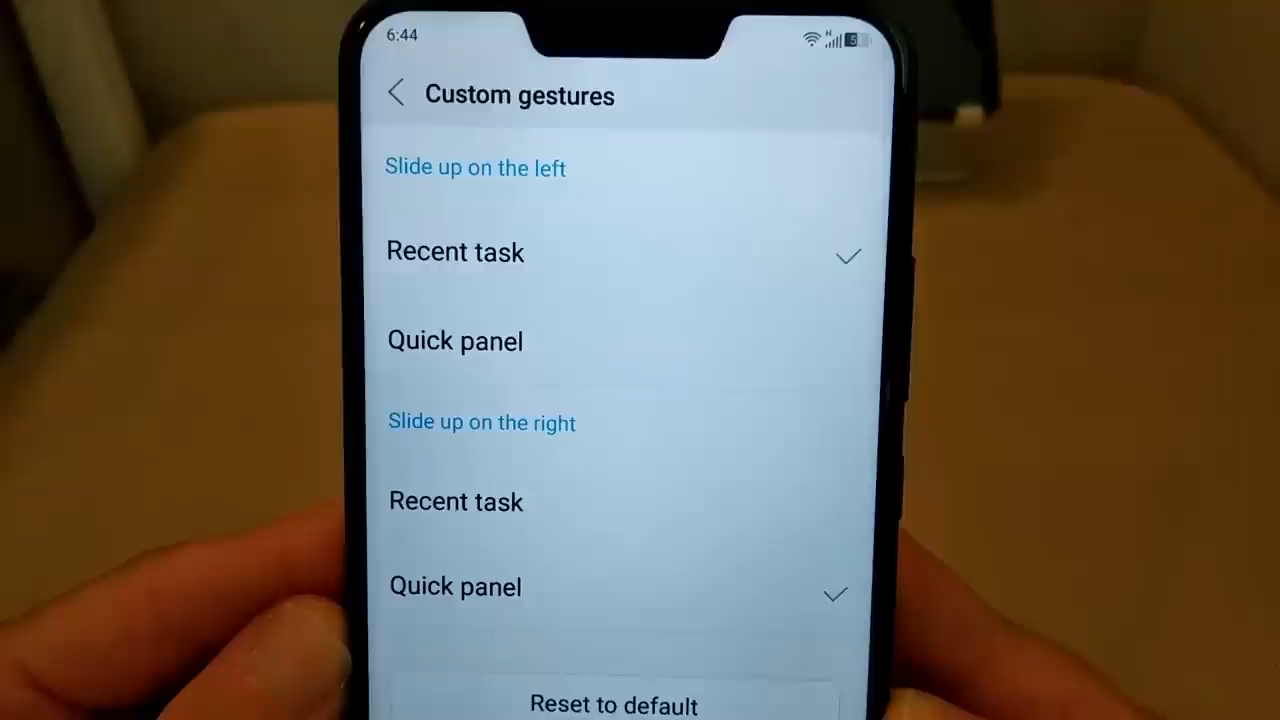 6:44
H
Custom gestures
Slide up on the left
Recent task
Quick panel
Slide up on the right
Recent task
Quick panel
Reset to default